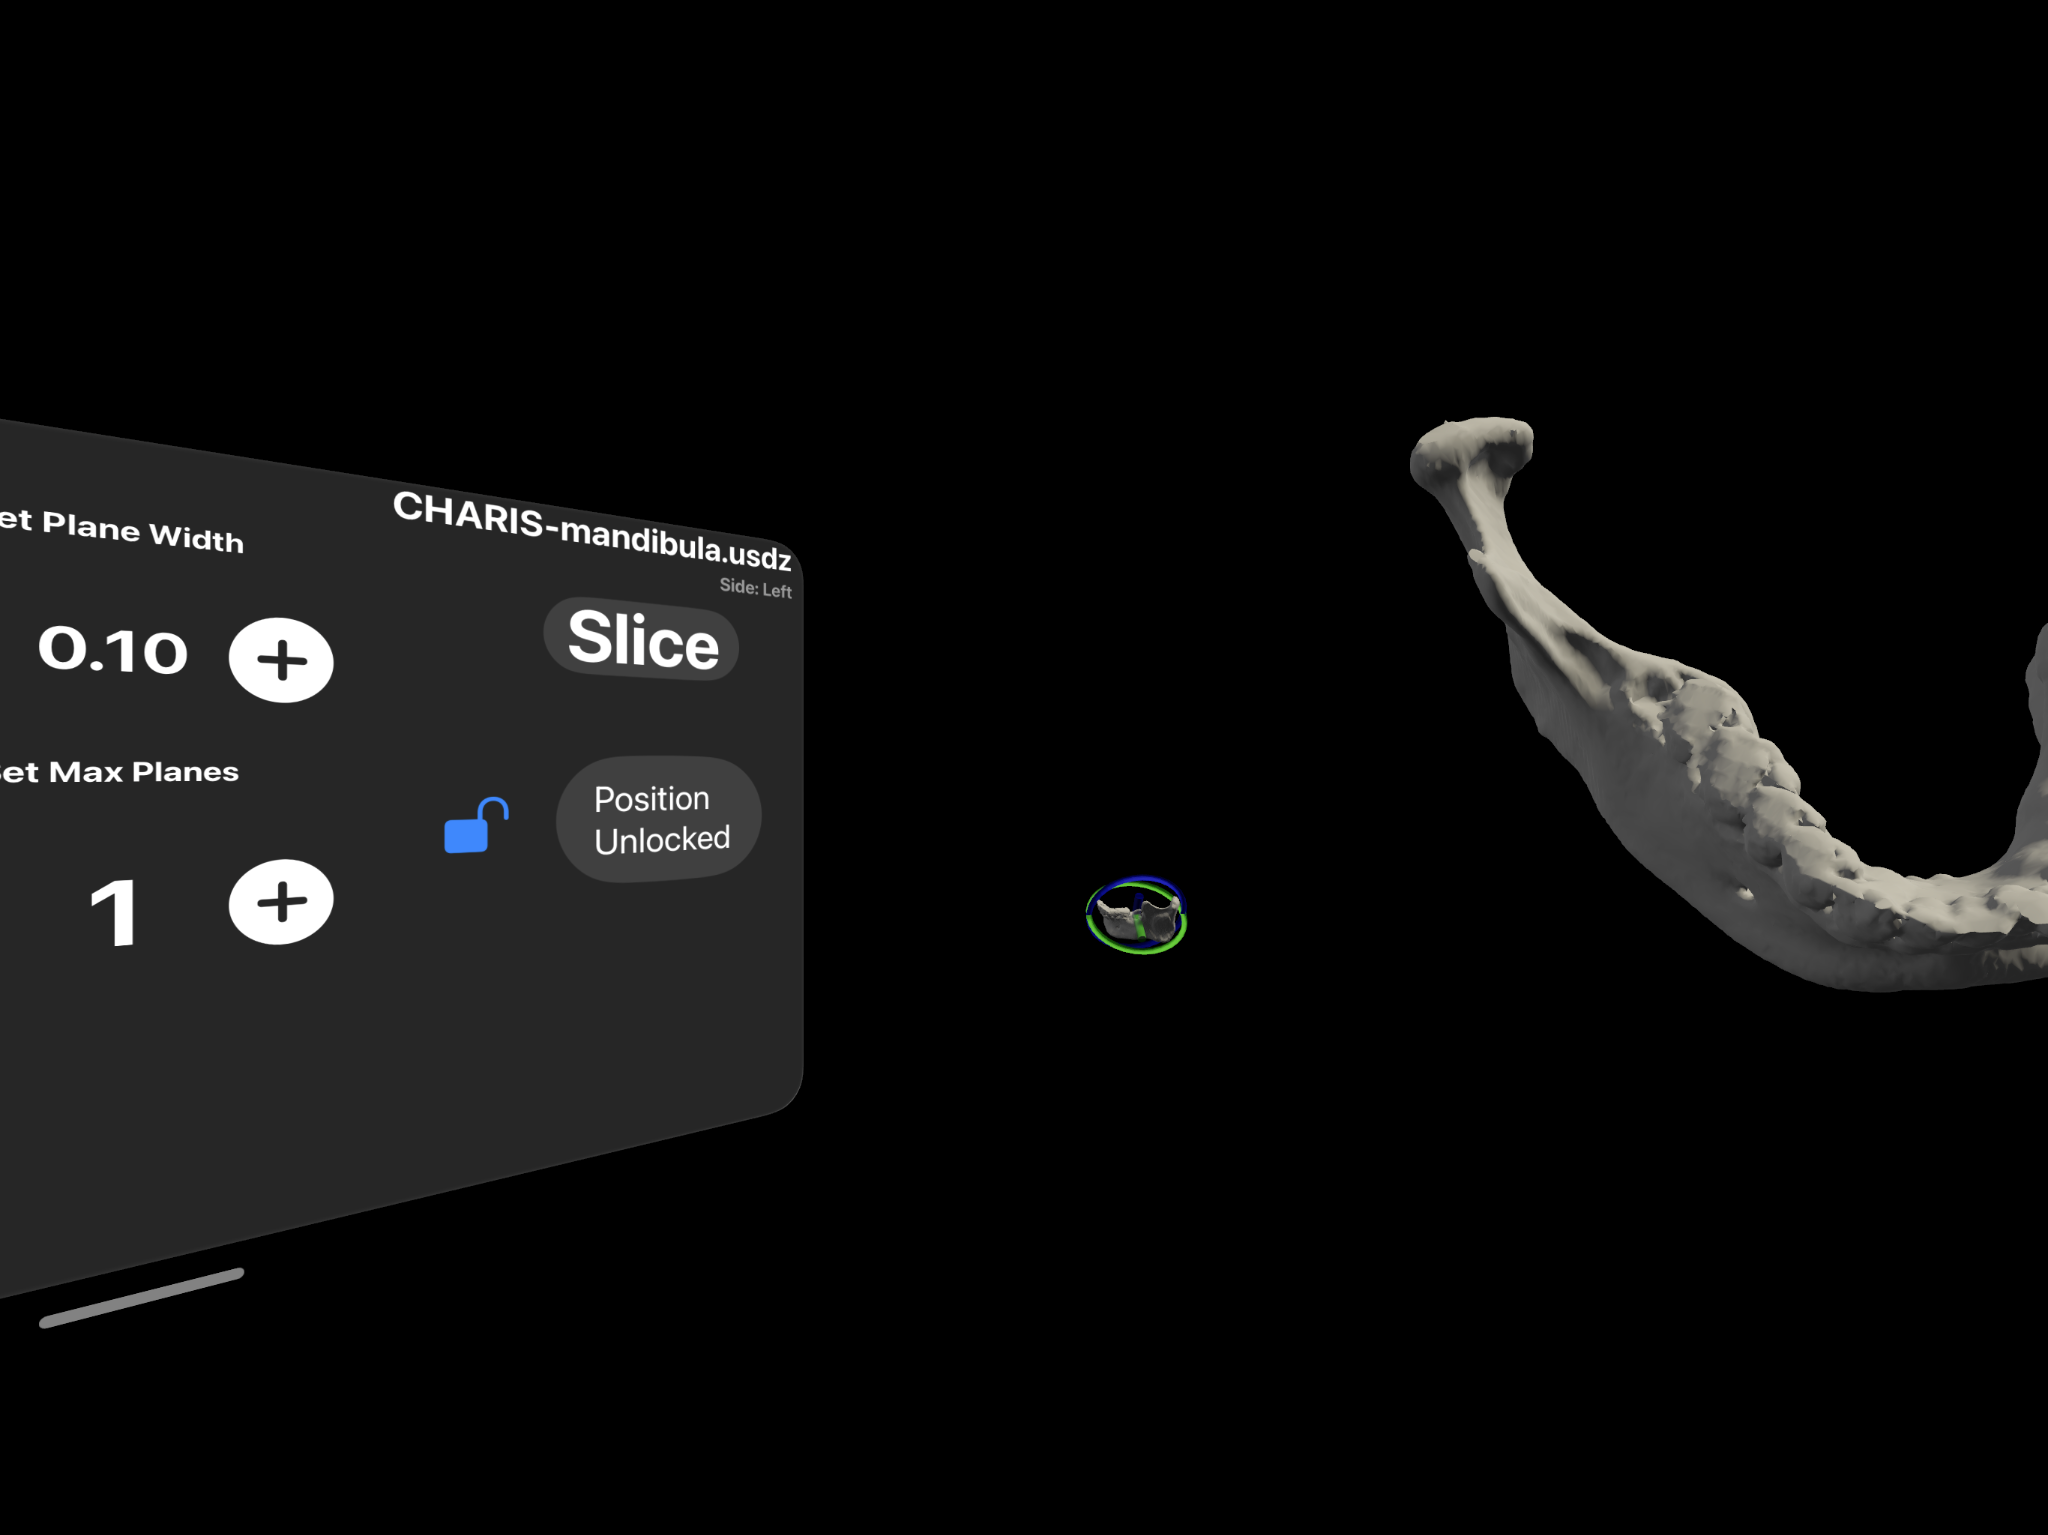 et Plane Width
0.10
et Max Planes
1
CHARIS-mandibula.usdz
Side: Left
Slice
Position
Unlocked